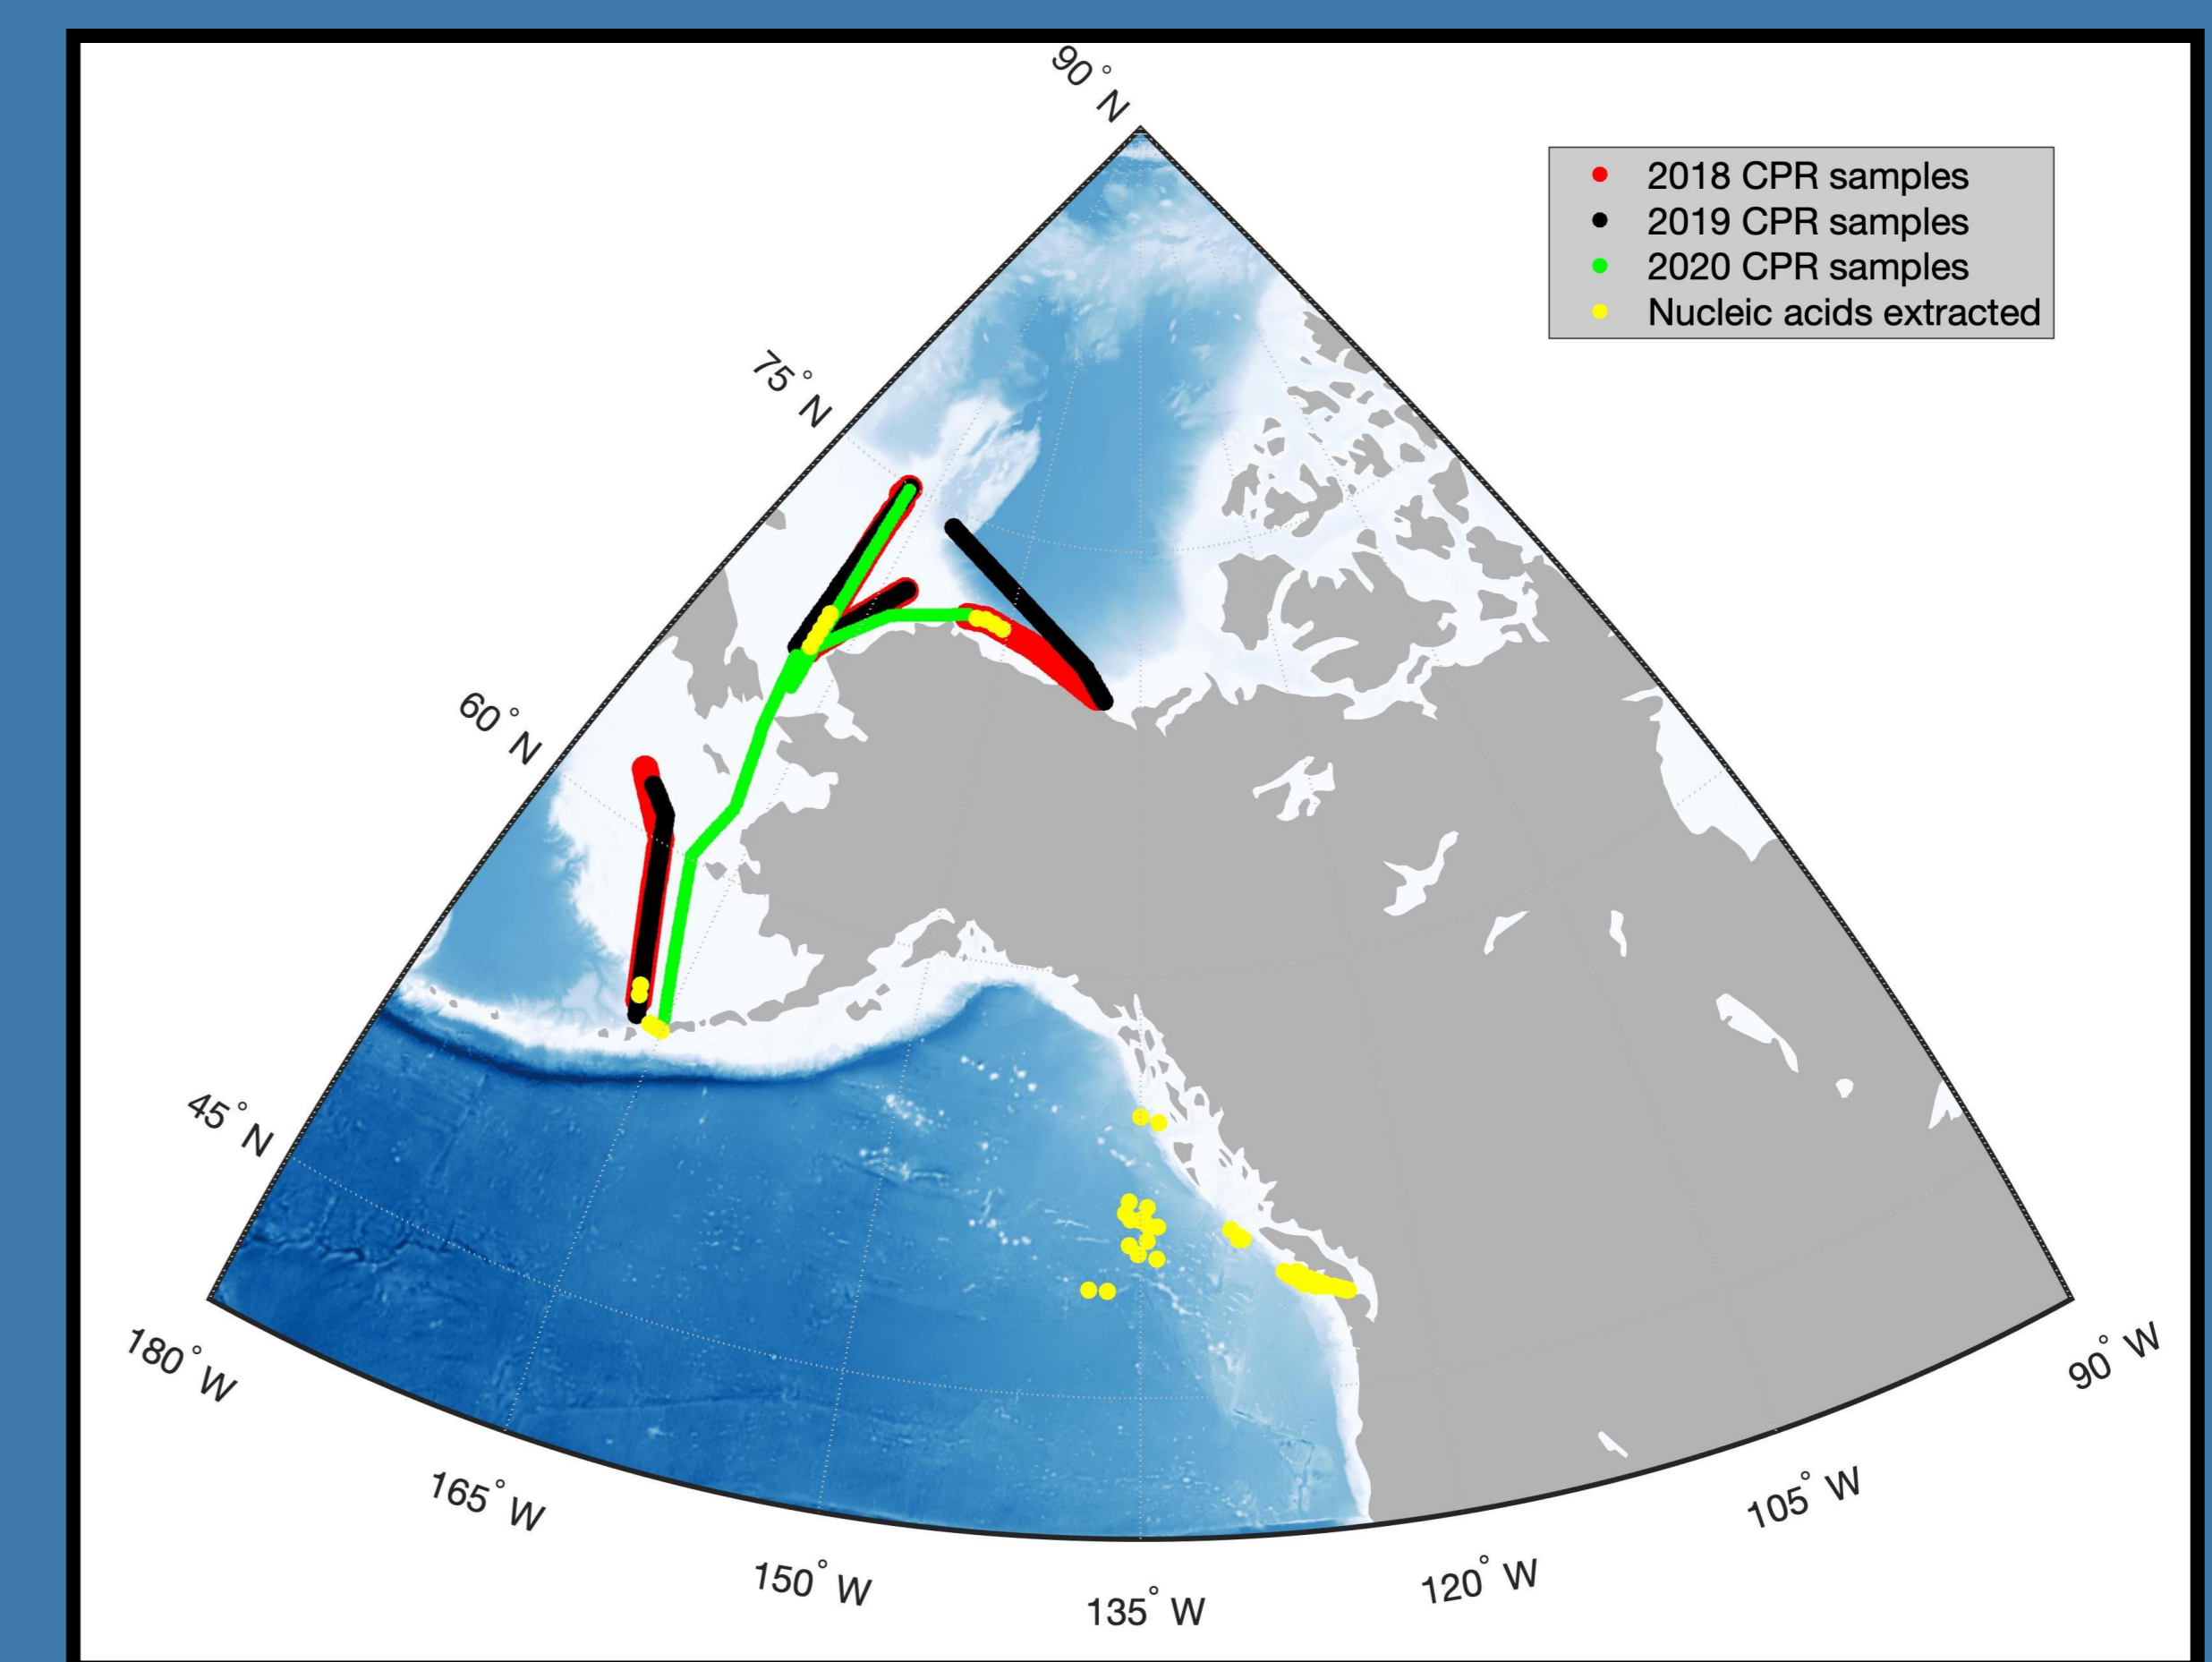 90° N
2018 CPR samples
2019 CPR samples
2020 CPR samples
Nucleic acids extracted
75° N
60° N
45° N
180° W
165° W
150° W
135° W
120° W
105° W
90° W